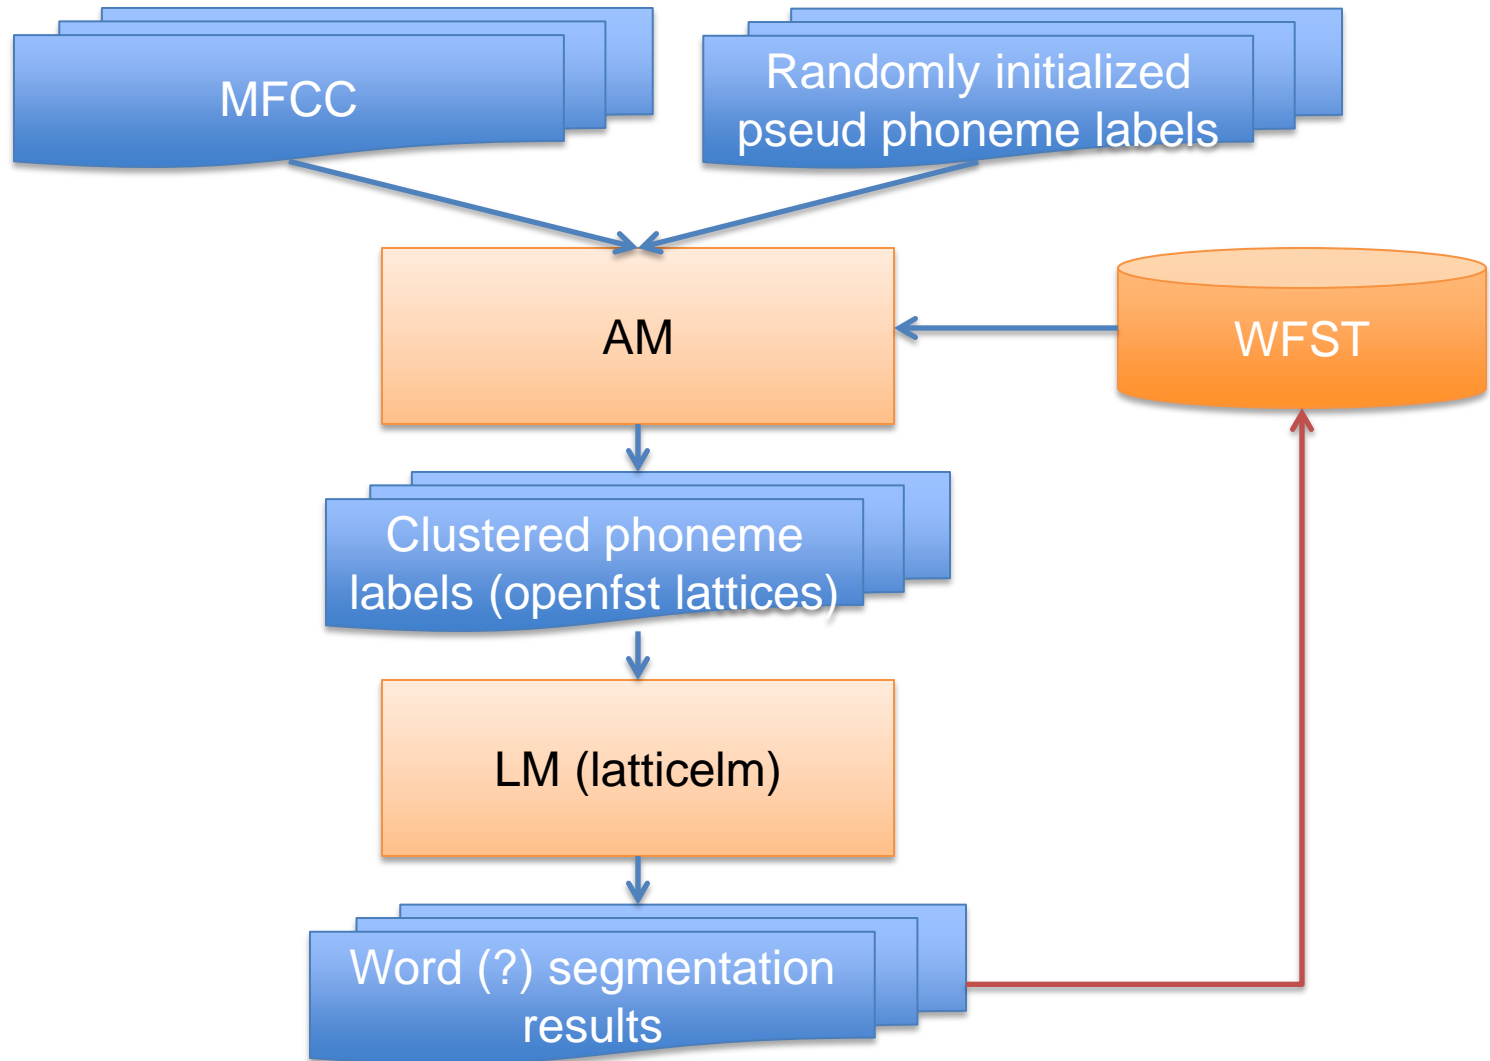 MFCC
Randomly initialized
pseud phoneme labels
AM
WFST
Clustered phoneme
labels (openfst lattices)
LM (latticelm)
Word (?) segmentation
results